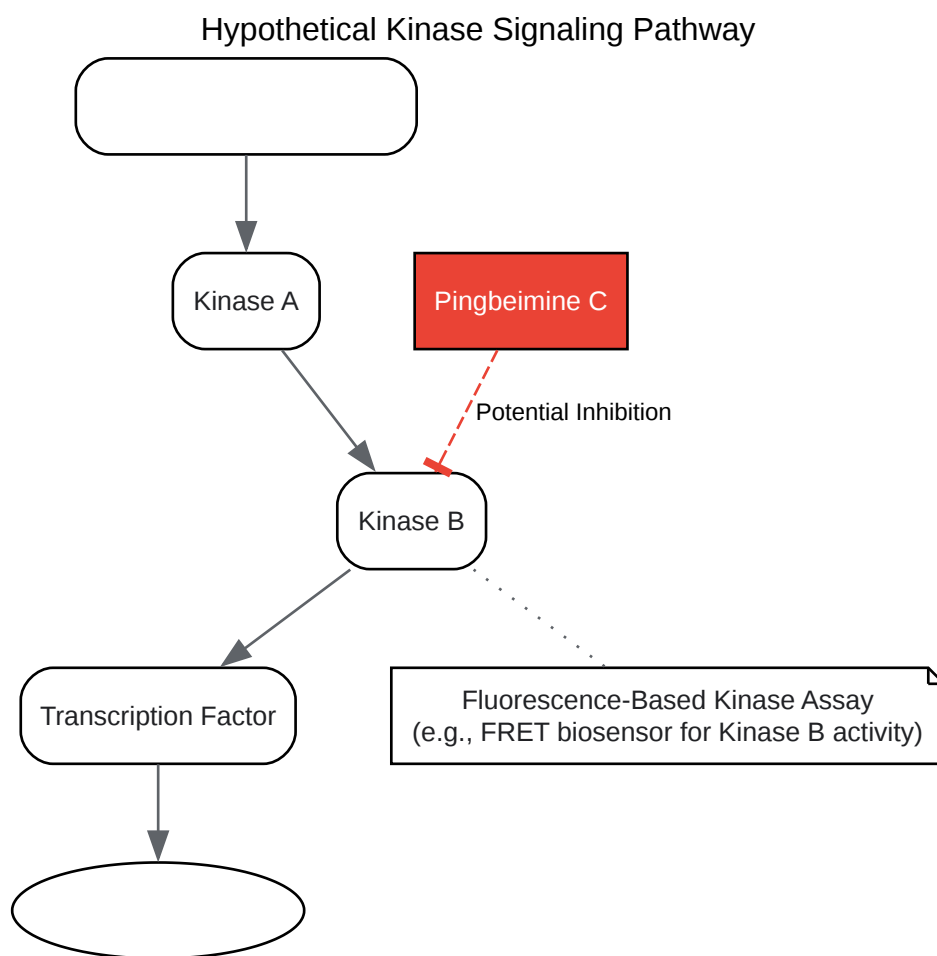 Hypothetical Kinase Signaling Pathway
Kinase A
Pingbeimine C
Potential Inhibition
Kinase B
Transcription Factor
Fluorescence-Based Kinase Assay
(e.g., FRET biosensor for Kinase B activity)